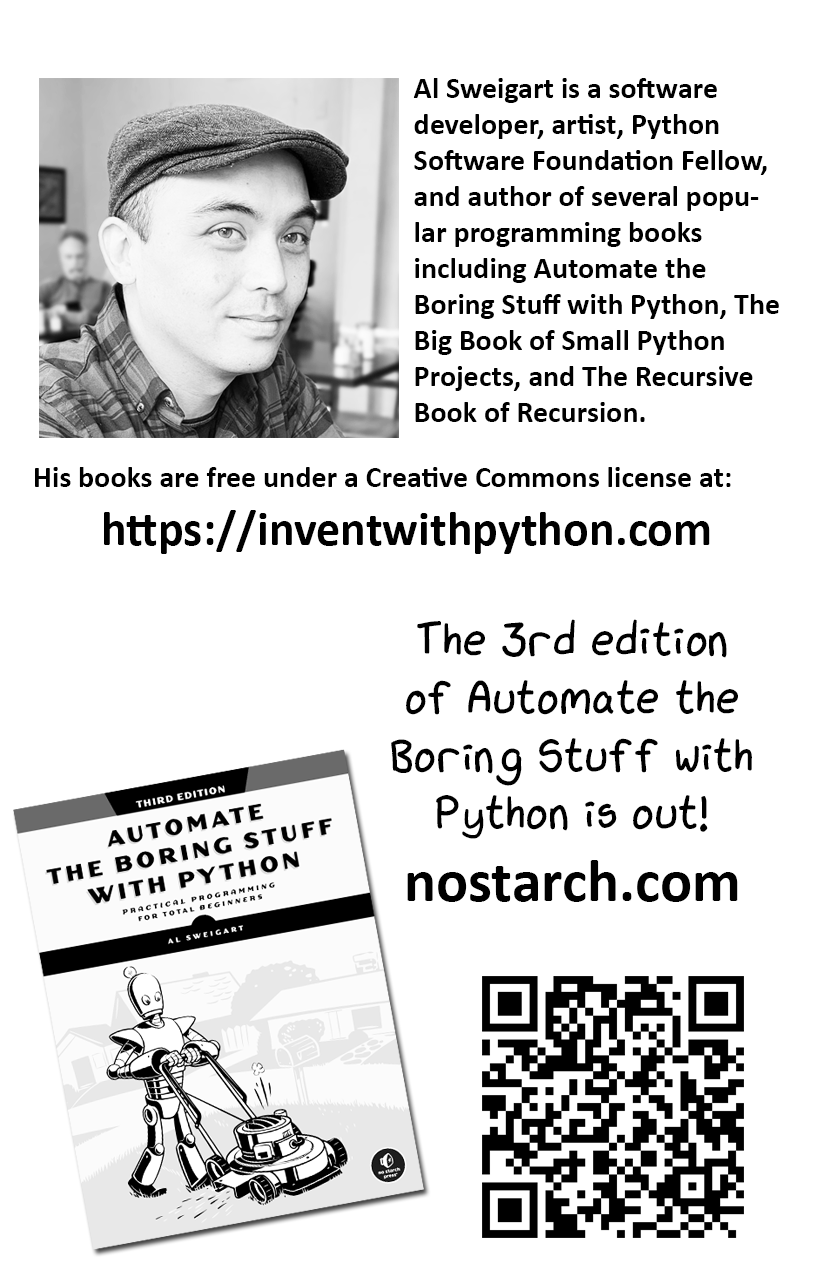 Al Sweigart is a software
developer, artist, Python
Software Foundation Fellow,
and author of several popu-
lar programming books
including Automate the
Boring Stuff with Python, The
Big Book of Small Python
Projects, and The Recursive
Book of Recursion.
His books are free under a Creative Commons license at:
https://inventwithpython.com
The 3rd edition
of Automate the
Boring Stuff with
Python is out!
nostarch.com
THIRD EDITION
AUTOMATE
THE BORING STUFF
WITH PYTHON
PRACTICAL PROGRAMMING
FOR TOTAL BEGINNERS
AL SWEIGART
no starch
press